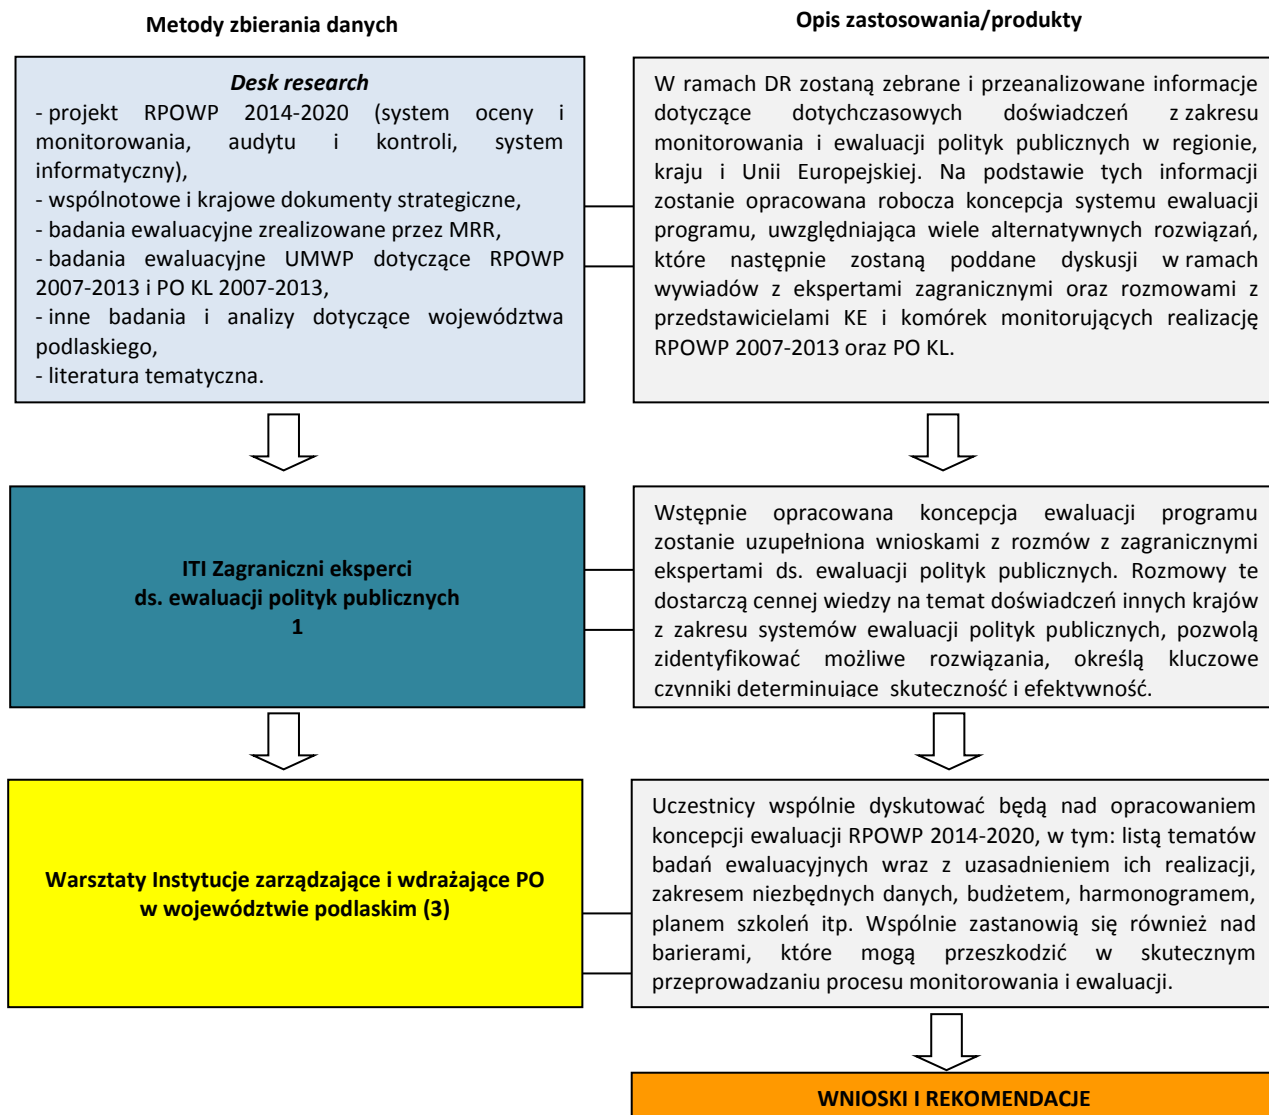 Metody zbierania danych
Opis zastosowania/produkty
Desk research
- projekt RPOWP 2014-2020 (system oceny i
monitorowania, audytu i kontroli, system
informatyczny),
- wspólnotowe i krajowe dokumenty strategiczne,
- badania ewaluacyjne zrealizowane przez MRR,
- badania ewaluacyjne UMWP dotyczące RPOWP
2007-2013 i PO KL 2007-2013,
- inne badania i analizy dotyczące województwa
podlaskiego,
- literatura tematyczna.
W ramach DR zostaną zebrane i przeanalizowane informacje
dotyczące dotychczasowych doświadczeń z zakresu
monitorowania i ewaluacji polityk publicznych w regionie,
kraju i Unii Europejskiej. Na podstawie tych informacji
zostanie opracowana robocza koncepcja systemu ewaluacji
programu, uwzględniająca wiele alternatywnych rozwiązań,
które następnie zostaną poddane dyskusji w ramach
wywiadów z ekspertami zagranicznymi oraz rozmowami z
przedstawicielami KE i komórek monitorujących realizację
RPOWP 2007-2013 oraz PO KL.
ITI Zagraniczni eksperci
ds. ewaluacji polityk publicznych
1
Wstępnie opracowana koncepcja ewaluacji programu
zostanie uzupełniona wnioskami z rozmów z zagranicznymi
ekspertami ds. ewaluacji polityk publicznych. Rozmowy te
dostarczą cennej wiedzy na temat doświadczeń innych krajów
z zakresu systemów ewaluacji polityk publicznych, pozwolą
zidentyfikować możliwe rozwiązania, określą kluczowe
czynniki determinujące skuteczność i efektywność.
Warsztaty Instytucje zarządzające i wdrażające PO
w województwie podlaskim (3)
Uczestnicy wspólnie dyskutować będą nad opracowaniem
koncepcji ewaluacji RPOWP 2014-2020, w tym: listą tematów
badań ewaluacyjnych wraz z uzasadnieniem ich realizacji,
zakresem niezbędnych danych, budżetem, harmonogramem,
planem szkoleń itp. Wspólnie zastanowią się również nad
barierami, które mogą przeszkodzić w skutecznym
przeprowadzaniu procesu monitorowania i ewaluacji.
WNIOSKI I REKOMENDACJE